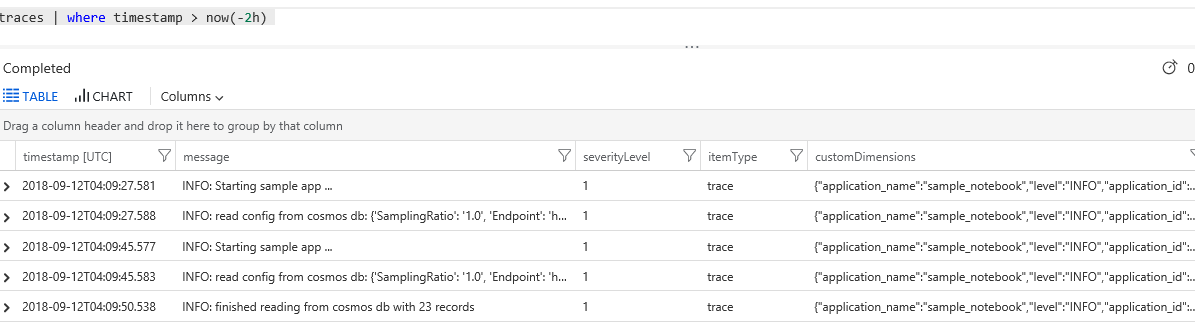 traces | where timestamp > now(-2h)
...
Completed 0
TABLE CHART Columns
Drag a column header and drop it here to group by that column
timestamp [UTC] message severityLevel itemType customDimensions
2018-09-12T04:09:27.581 INFO: Starting sample app ... 1 trace {"application_name":"sample_notebook","level":"INFO","application_id":...
2018-09-12T04:09:27.588 INFO: read config from cosmos db: {'SamplingRatio': '1.0', 'Endpoint': 'h... 1 trace {"application_name":"sample_notebook","level":"INFO","application_id":...
2018-09-12T04:09:45.577 INFO: Starting sample app ... 1 trace {"application_name":"sample_notebook","level":"INFO","application_id":...
2018-09-12T04:09:45.583 INFO: read config from cosmos db: {'SamplingRatio': '1.0', 'Endpoint': 'h... 1 trace {"application_name":"sample_notebook","level":"INFO","application_id":...
2018-09-12T04:09:50.538 INFO: finished reading from cosmos db with 23 records 1 trace {"application_name":"sample_notebook","level":"INFO","application_id":...